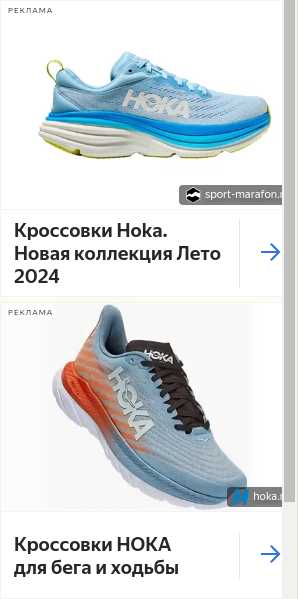 РЕКЛАМА
HOKA
sport-marafon.
Кроссовки Hoka.
Новая коллекция Лето
2024
РЕКЛАМА
HOKA
HOKA
hoka.
Кроссовки HOKA
для бега и ходьбы